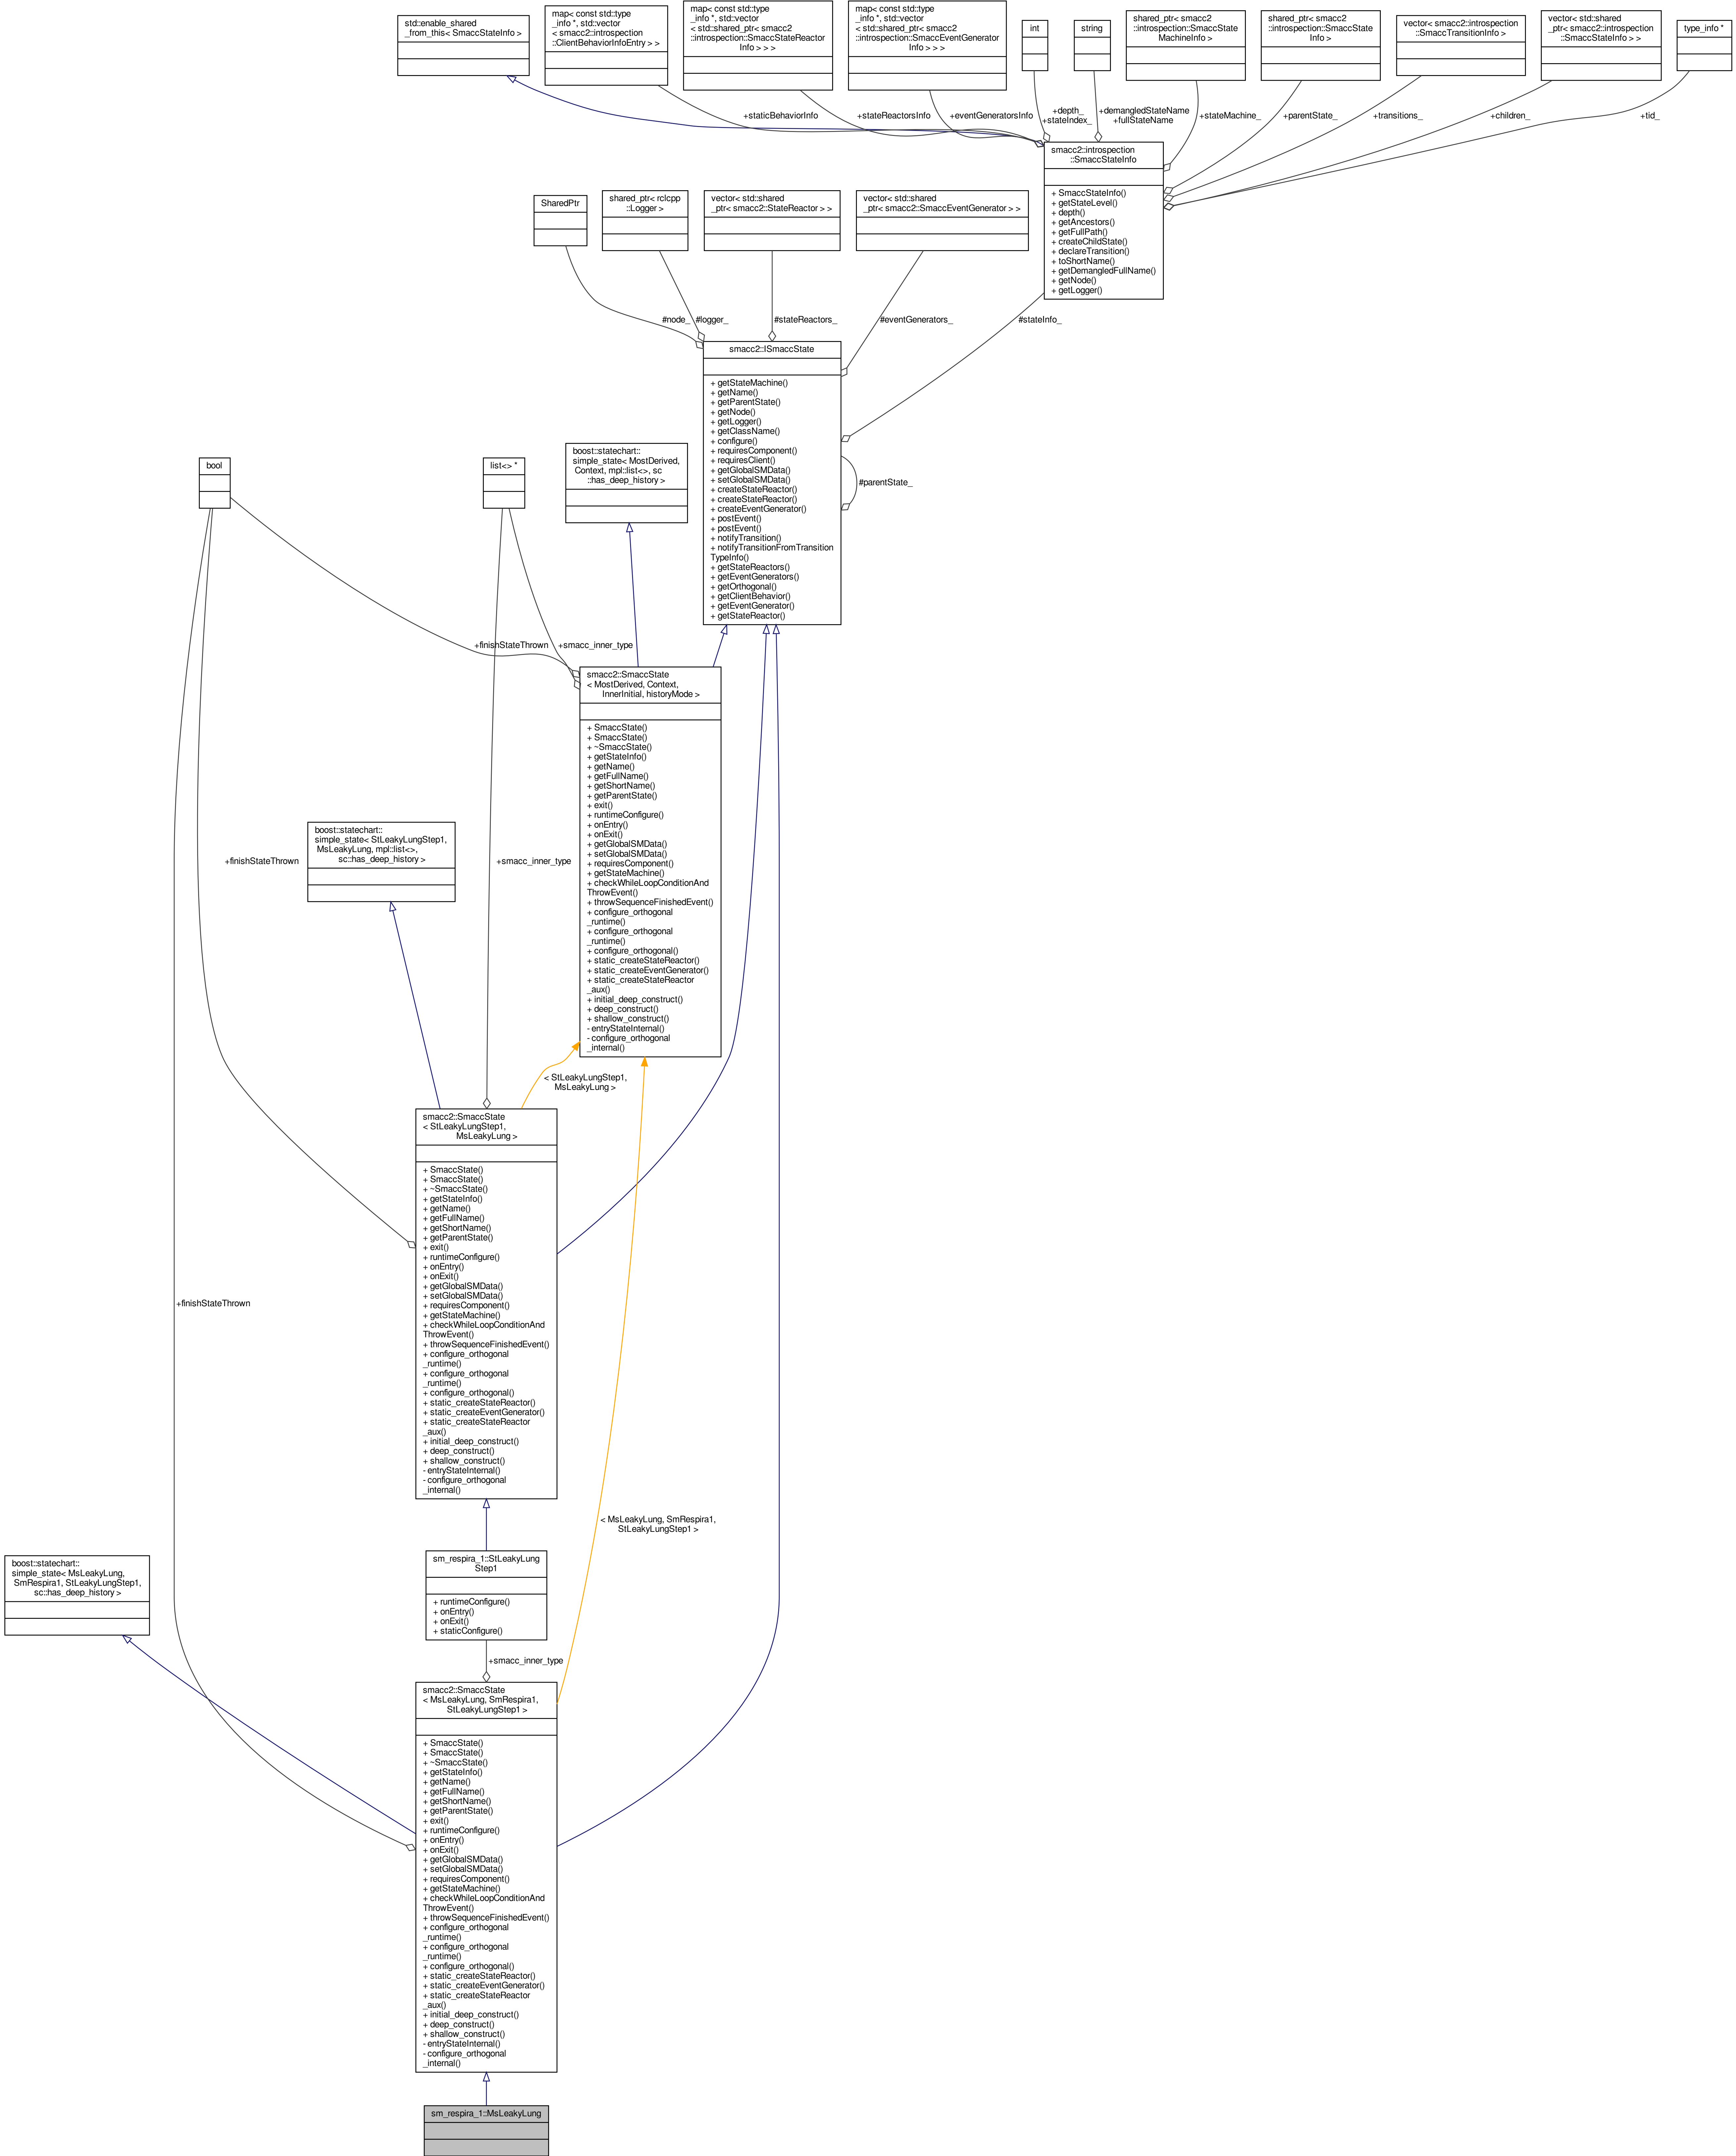 std::enable_shared
_from_this< SmaccStateInfo >
map< const std::type
_info *, std::vector
< smacc2::introspection
::ClientBehaviorInfoEntry > >
map< const std::type
_info *, std::vector
< std::shared_ptr< smacc2
::introspection::SmaccStateReactor
Info > > >
map< const std::type
_info *, std::vector
< std::shared_ptr< smacc2
::introspection::SmaccEventGenerator
Info > > >
int
string
shared_ptr< smacc2
::introspection::SmaccState
MachineInfo >
shared_ptr< smacc2
::introspection::SmaccState
Info >
vector< smacc2::introspection
::SmaccTransitionInfo >
vector< std::shared
_ptr< smacc2::introspection
::SmaccStateInfo > >
type_info *
+staticBehaviorInfo
+stateReactorsInfo
+eventGeneratorsInfo
+depth_
+stateIndex_
+demangledStateName
+fullStateName
+stateMachine_
+parentState_
+transitions_
+children_
+tid_
smacc2::introspection
::SmaccStateInfo
+ SmaccStateInfo()
+ getStateLevel()
+ depth()
+ getAncestors()
+ getFullPath()
+ createChildState()
+ declareTransition()
+ toShortName()
+ getDemangledFullName()
+ getNode()
+ getLogger()
SharedPtr
shared_ptr< rclcpp
::Logger >
vector< std::shared
_ptr< smacc2::StateReactor > >
vector< std::shared
_ptr< smacc2::SmaccEventGenerator > >
#node_
#logger_
#stateReactors_
#eventGenerators_
#stateInfo_
smacc2::ISmaccState
+ getStateMachine()
+ getName()
+ getParentState()
+ getNode()
+ getLogger()
+ getClassName()
+ configure()
+ requiresComponent()
+ requiresClient()
+ getGlobalSMData()
+ setGlobalSMData()
+ createStateReactor()
+ createStateReactor()
+ createEventGenerator()
+ postEvent()
+ postEvent()
+ notifyTransition()
+ notifyTransitionFromTransition
TypeInfo()
+ getStateReactors()
+ getEventGenerators()
+ getOrthogonal()
+ getClientBehavior()
+ getEventGenerator()
+ getStateReactor()
#parentState_
bool
list<> *
boost::statechart::
simple_state< MostDerived,
Context, mpl::list<>, sc
::has_deep_history >
+finishStateThrown
+smacc_inner_type
smacc2::SmaccState
< MostDerived, Context,
InnerInitial, historyMode >
+ SmaccState()
+ SmaccState()
+ ~SmaccState()
+ getStateInfo()
+ getName()
+ getFullName()
+ getShortName()
+ getParentState()
+ exit()
+ runtimeConfigure()
+ onEntry()
+ onExit()
+ getGlobalSMData()
+ setGlobalSMData()
+ requiresComponent()
+ getStateMachine()
+ checkWhileLoopConditionAnd
ThrowEvent()
+ throwSequenceFinishedEvent()
+ configure_orthogonal
_runtime()
+ configure_orthogonal
_runtime()
+ configure_orthogonal()
+ static_createStateReactor()
+ static_createEventGenerator()
+ static_createStateReactor
_aux()
+ initial_deep_construct()
+ deep_construct()
+ shallow_construct()
- entryStateInternal()
- configure_orthogonal
_internal()
boost::statechart::
simple_state< StLeakyLungStep1,
MsLeakyLung, mpl::list<>,
sc::has_deep_history >
+finishStateThrown
+smacc_inner_type
< StLeakyLungStep1,
MsLeakyLung >
smacc2::SmaccState
< StLeakyLungStep1,
MsLeakyLung >
+ SmaccState()
+ SmaccState()
+ ~SmaccState()
+ getStateInfo()
+ getName()
+ getFullName()
+ getShortName()
+ getParentState()
+ exit()
+ runtimeConfigure()
+ onEntry()
+ onExit()
+ getGlobalSMData()
+ setGlobalSMData()
+ requiresComponent()
+ getStateMachine()
+ checkWhileLoopConditionAnd
ThrowEvent()
+ throwSequenceFinishedEvent()
+ configure_orthogonal
_runtime()
+ configure_orthogonal
_runtime()
+ configure_orthogonal()
+ static_createStateReactor()
+ static_createEventGenerator()
+ static_createStateReactor
_aux()
+ initial_deep_construct()
+ deep_construct()
+ shallow_construct()
- entryStateInternal()
- configure_orthogonal
_internal()
+finishStateThrown
< MsLeakyLung, SmRespira1,
StLeakyLungStep1 >
boost::statechart::
simple_state< MsLeakyLung,
SmRespira1, StLeakyLungStep1,
sc::has_deep_history >
sm_respira_1::StLeakyLung
Step1
+ runtimeConfigure()
+ onEntry()
+ onExit()
+ staticConfigure()
+smacc_inner_type
smacc2::SmaccState
< MsLeakyLung, SmRespira1,
StLeakyLungStep1 >
+ SmaccState()
+ SmaccState()
+ ~SmaccState()
+ getStateInfo()
+ getName()
+ getFullName()
+ getShortName()
+ getParentState()
+ exit()
+ runtimeConfigure()
+ onEntry()
+ onExit()
+ getGlobalSMData()
+ setGlobalSMData()
+ requiresComponent()
+ getStateMachine()
+ checkWhileLoopConditionAnd
ThrowEvent()
+ throwSequenceFinishedEvent()
+ configure_orthogonal
_runtime()
+ configure_orthogonal
_runtime()
+ configure_orthogonal()
+ static_createStateReactor()
+ static_createEventGenerator()
+ static_createStateReactor
_aux()
+ initial_deep_construct()
+ deep_construct()
+ shallow_construct()
- entryStateInternal()
- configure_orthogonal
_internal()
sm_respira_1::MsLeakyLung